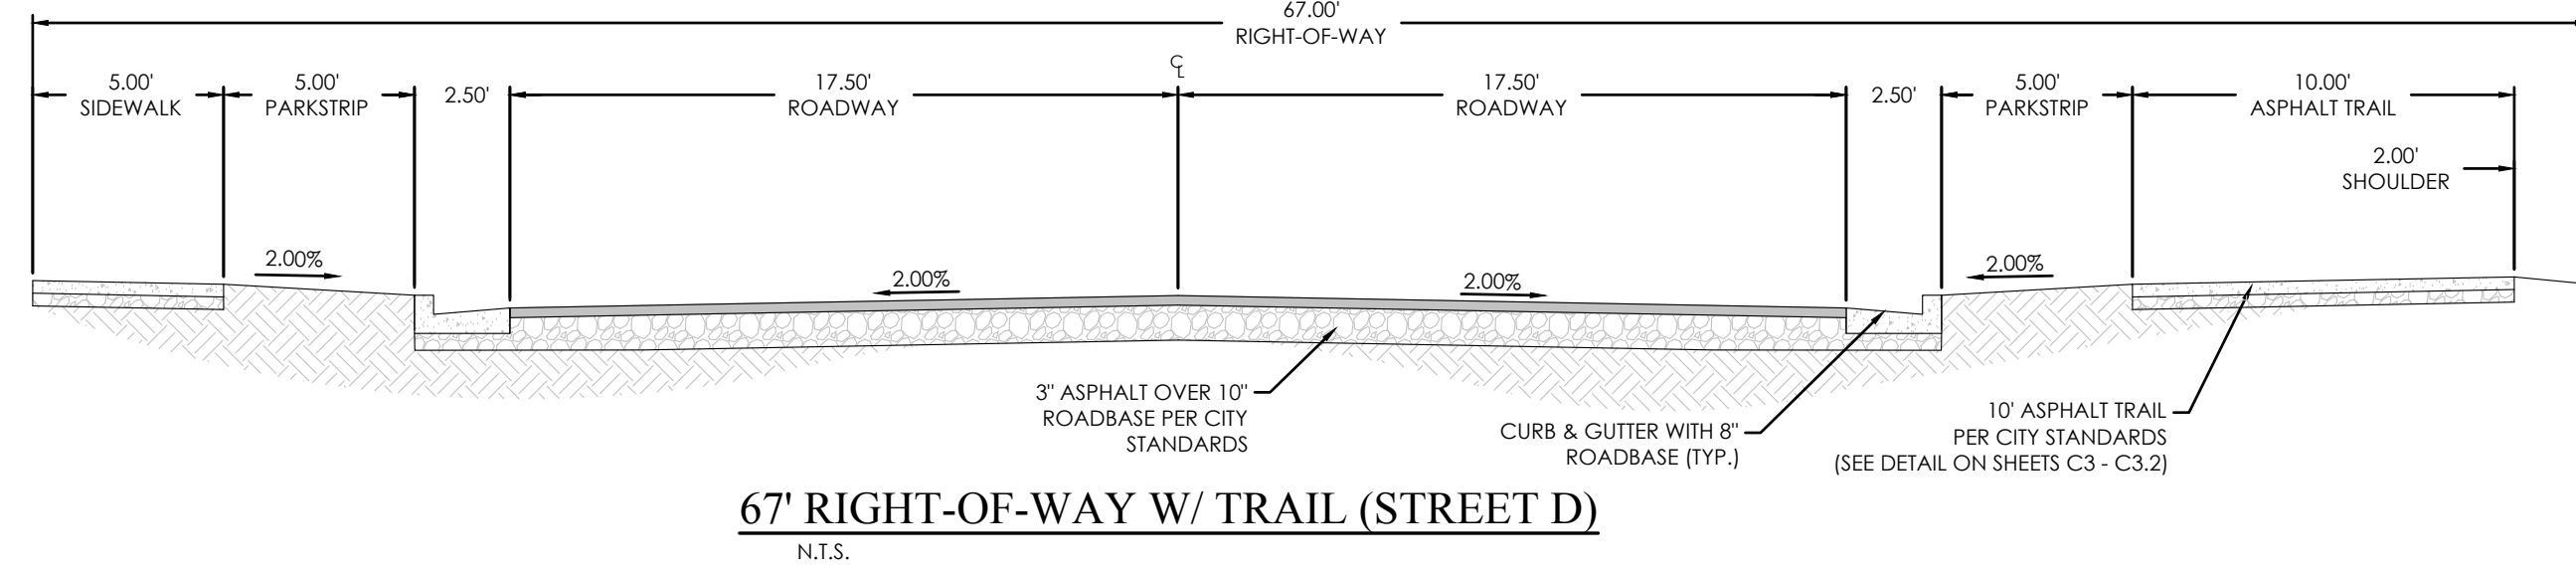 67.00'
RIGHT-OF-WAY
℄
5.00'
SIDEWALK
5.00'
PARKSTRIP
2.50'
17.50'
ROADWAY
17.50'
ROADWAY
2.50'
5.00'
PARKSTRIP
10.00'
ASPHALT TRAIL
2.00'
SHOULDER
2.00%
2.00%
2.00%
2.00%
3" ASPHALT OVER 10"
ROADBASE PER CITY
STANDARDS
CURB & GUTTER WITH 8"
ROADBASE (TYP.)
10' ASPHALT TRAIL
PER CITY STANDARDS
(SEE DETAIL ON SHEETS C3 - C3.2)
67' RIGHT-OF-WAY W/ TRAIL (STREET D)
N.T.S.